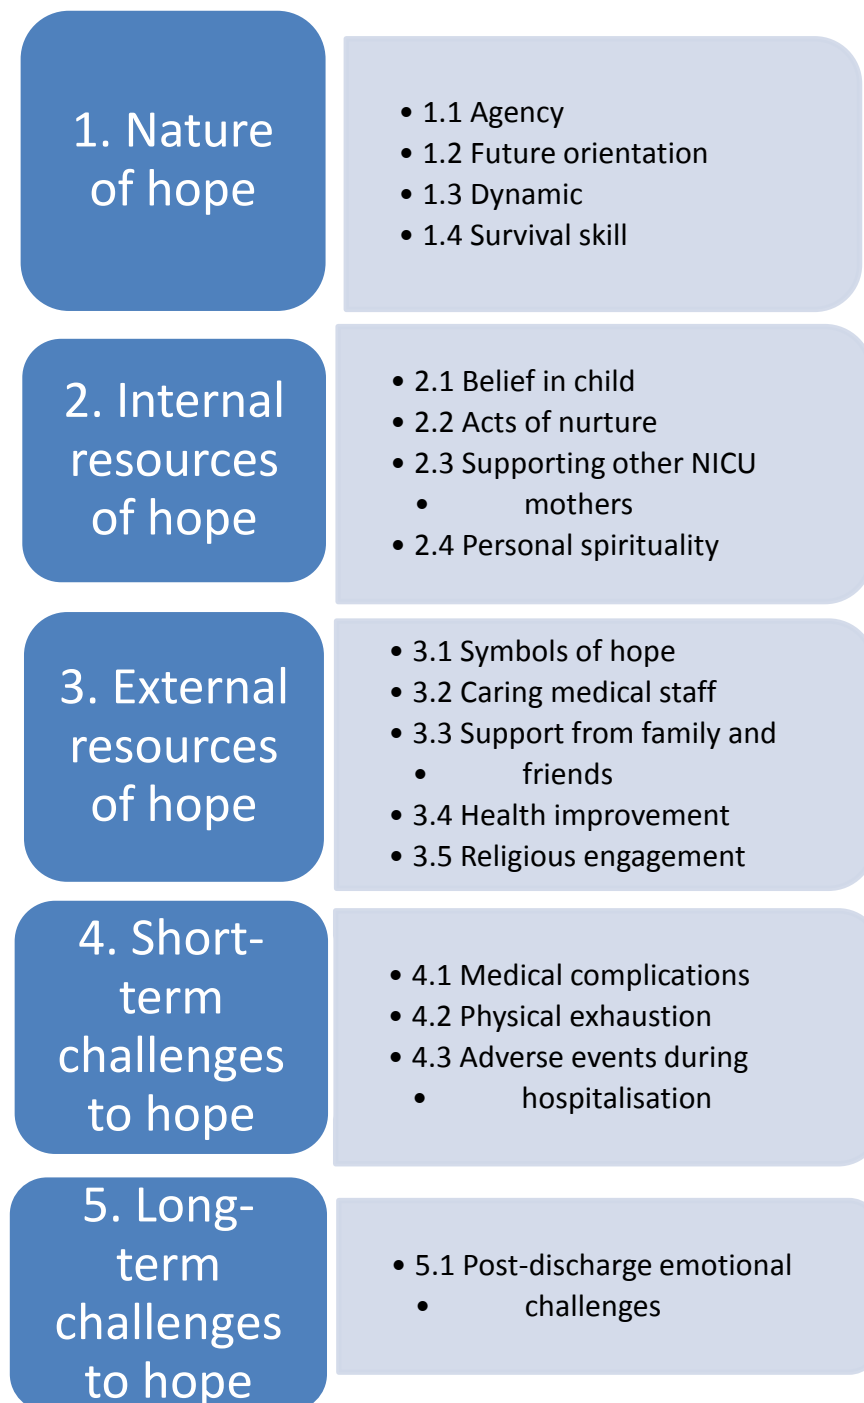 1. Nature
of hope
• 1.1 Agency
• 1.2 Future orientation
• 1.3 Dynamic
• 1.4 Survival skill
2. Internal
resources
of hope
• 2.1 Belief in child
• 2.2 Acts of nurture
• 2.3 Supporting other NICU
• mothers
• 2.4 Personal spirituality
3. External
resources
of hope
• 3.1 Symbols of hope
• 3.2 Caring medical staff
• 3.3 Support from family and
• friends
• 3.4 Health improvement
• 3.5 Religious engagement
4. Short-
term
challenges
to hope
• 4.1 Medical complications
• 4.2 Physical exhaustion
• 4.3 Adverse events during
• hospitalisation
5. Long-
term
challenges
to hope
• 5.1 Post-discharge emotional
• challenges